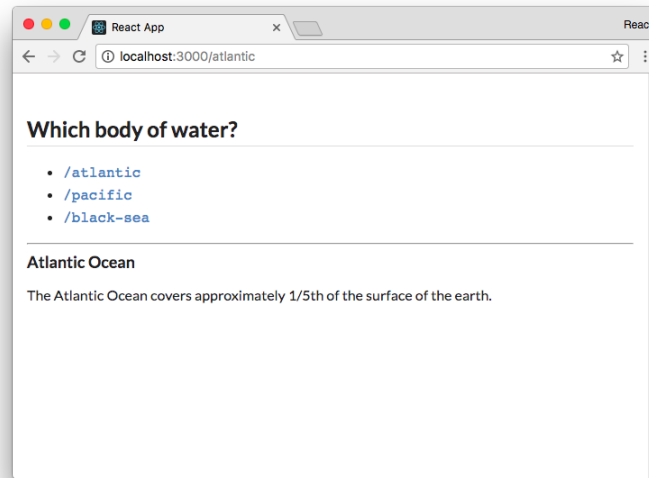 React App
Reac
localhost:3000/atlantic
Which body of water?
/atlantic
/pacific
/black-sea
Atlantic Ocean
The Atlantic Ocean covers approximately 1/5th of the surface of the earth.